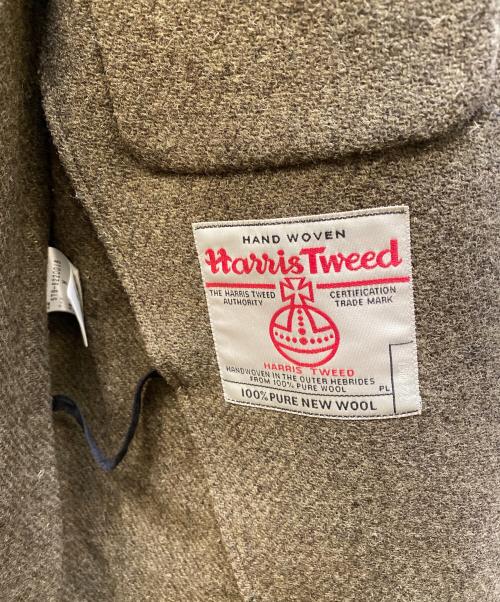 HAND WOVEN
Harris Tweed
THE HARRIS TWEED
AUTHORITY
CERTIFICATION
TRADE MARK
HARRIS TWEED
HANDWOVEN IN THE OUTER HEBRIDES
FROM 100% PURE WOOL
PL
100% PURE NEW WOOL